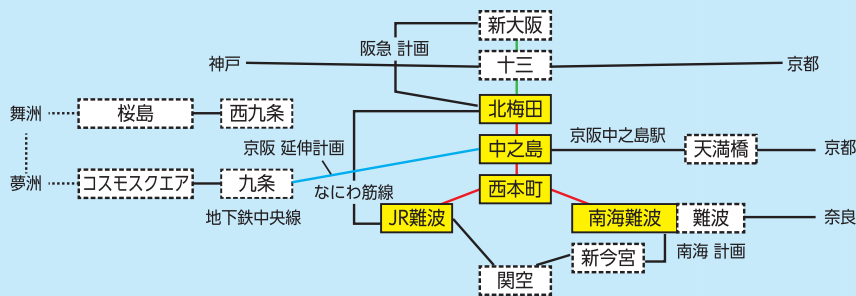 新大阪
阪急 計画
神戸
十三
京都
北梅田
舞洲
桜島
西九条
京阪 延伸計画
中之島
京阪中之島駅
天満橋
京都
夢洲
コスモスクエア
九条
なにわ筋線
西本町
地下鉄中央線
JR難波
南海難波
難波
奈良
南海 計画
新今宮
関空